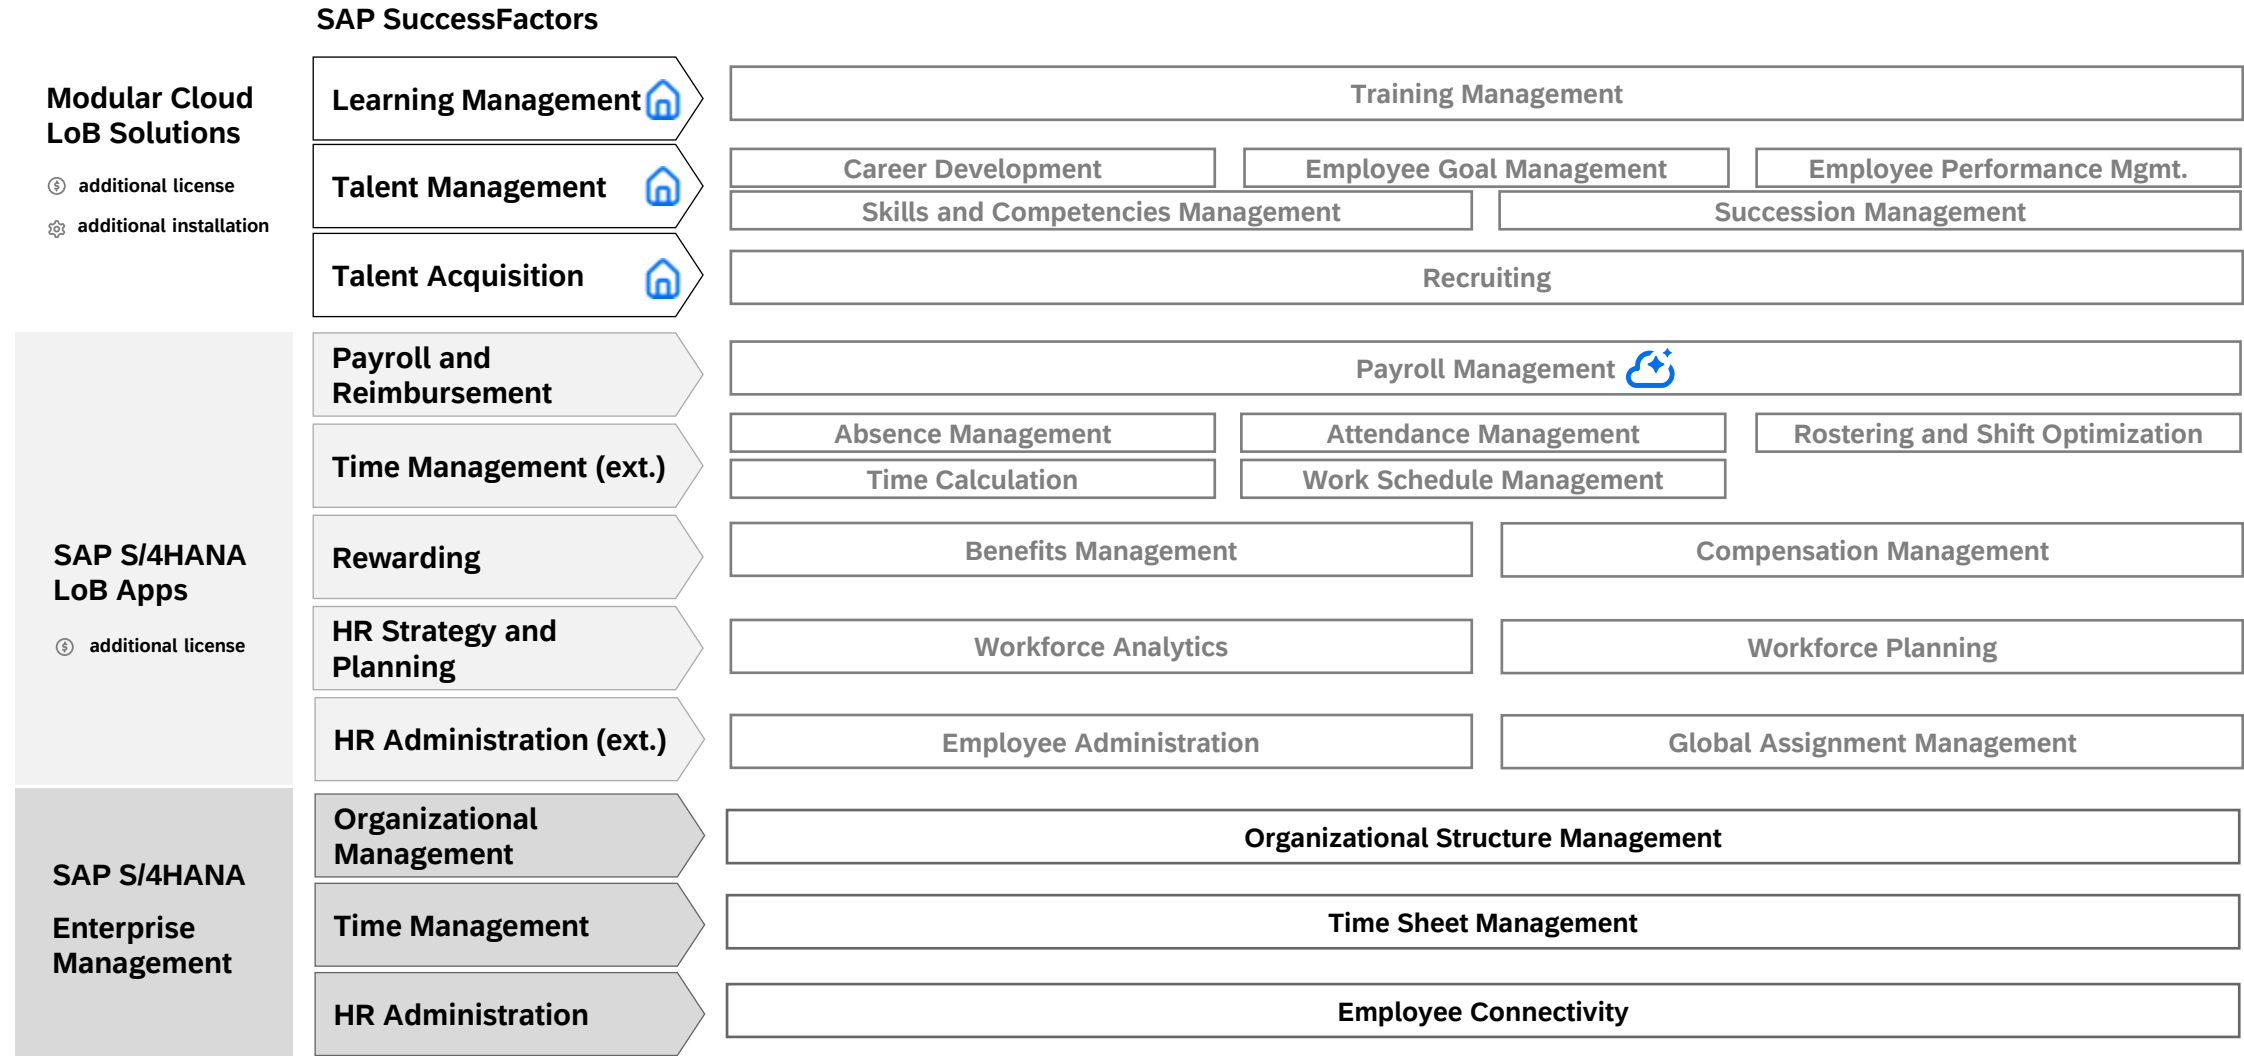 SAP SuccessFactors
Modular Cloud
LoB Solutions
additional license
additional installation
Learning Management
Training Management
Talent Management
Career Development
Employee Goal Management
Employee Performance Mgmt.
Skills and Competencies Management
Succession Management
Talent Acquisition
Recruiting
SAP S/4HANA
LoB Apps
additional license
Payroll and
Reimbursement
Payroll Management
Time Management (ext.)
Absence Management
Attendance Management
Rostering and Shift Optimization
Time Calculation
Work Schedule Management
Rewarding
Benefits Management
Compensation Management
HR Strategy and
Planning
Workforce Analytics
Workforce Planning
HR Administration (ext.)
Employee Administration
Global Assignment Management
SAP S/4HANA
Enterprise
Management
Organizational
Management
Organizational Structure Management
Time Management
Time Sheet Management
HR Administration
Employee Connectivity